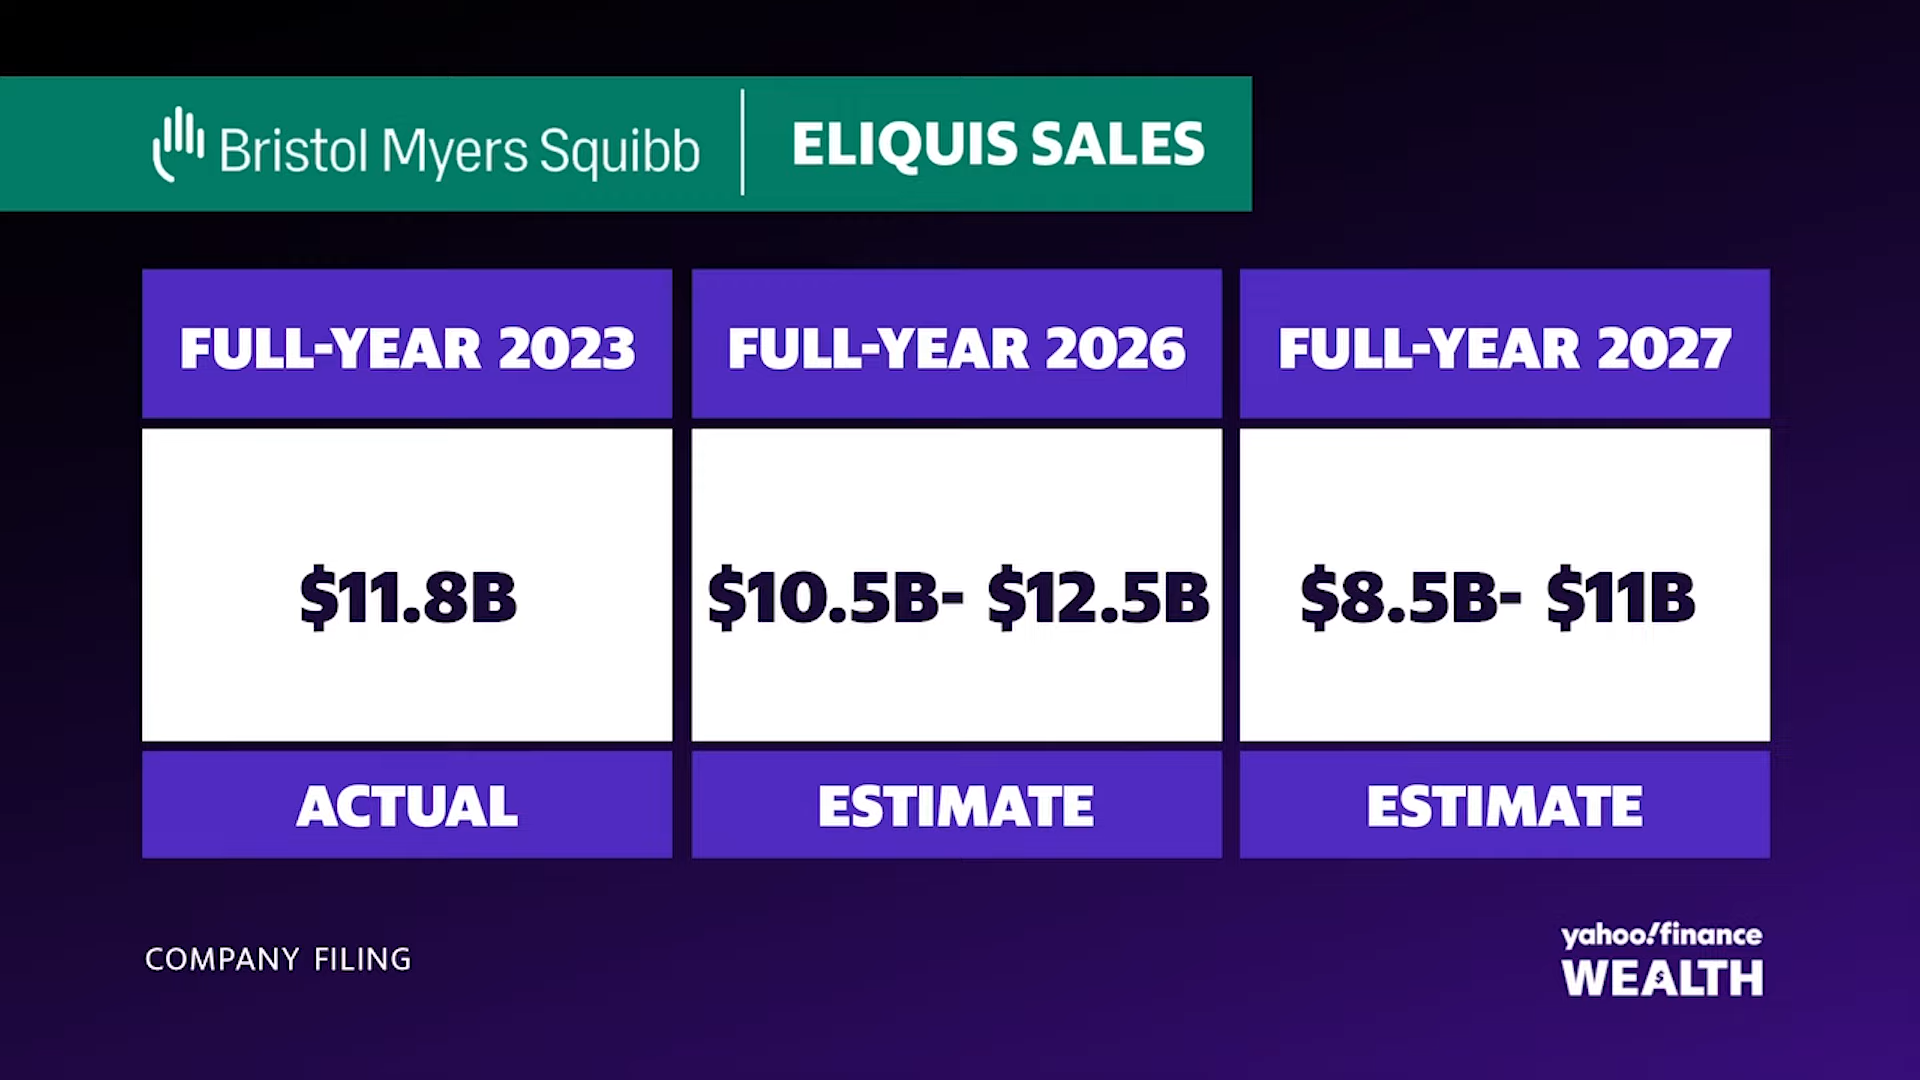 Bristol Myers Squibb
ELIQUIS SALES
FULL-YEAR 2023
FULL-YEAR 2026
FULL-YEAR 2027
$11.8B
$10.5B- $12.5B
$8.5B- $11B
ACTUAL
ESTIMATE
ESTIMATE
COMPANY FILING
yahoo!finance
WEALTH